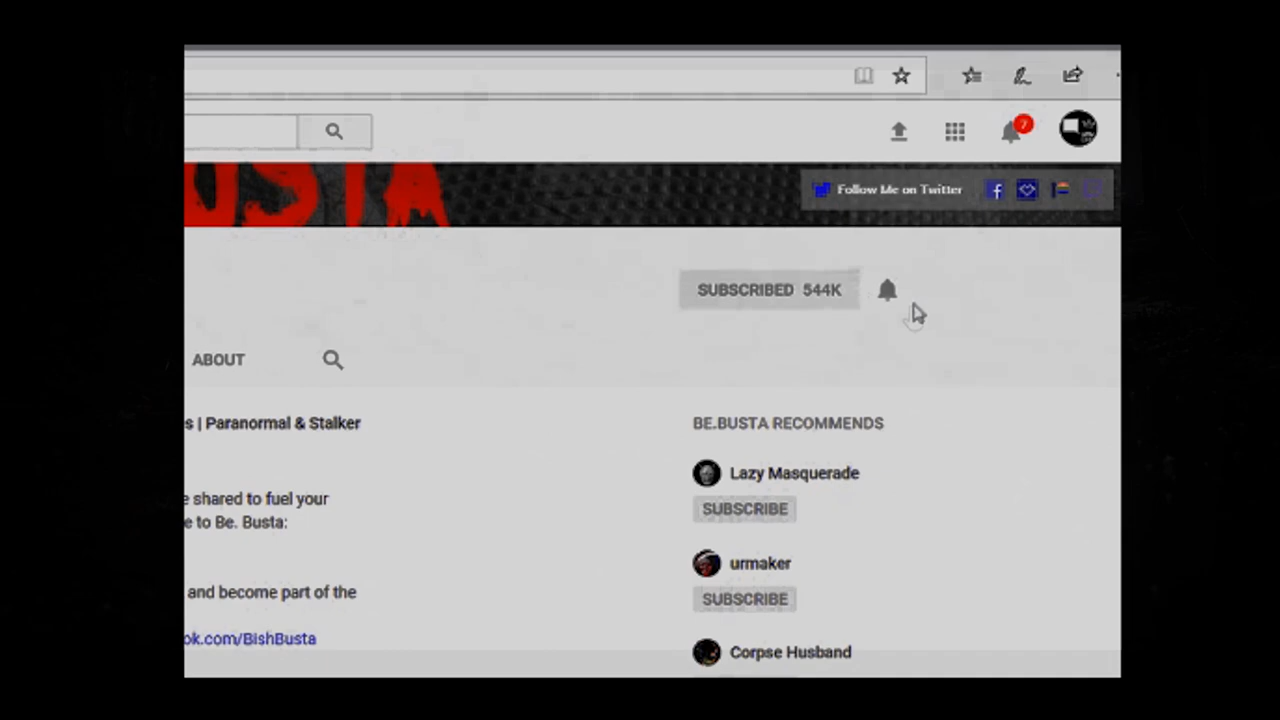 7
USTA
Follow Me on Twitter
SUBSCRIBED 544K
ABOUT
s | Paranormal & Stalker
BE.BUSTA RECOMMENDS
Lazy Masquerade
SUBSCRIBE
e shared to fuel your
e to Be. Busta:
urmaker
SUBSCRIBE
and become part of the
ok.com/BishBusta
Corpse Husband